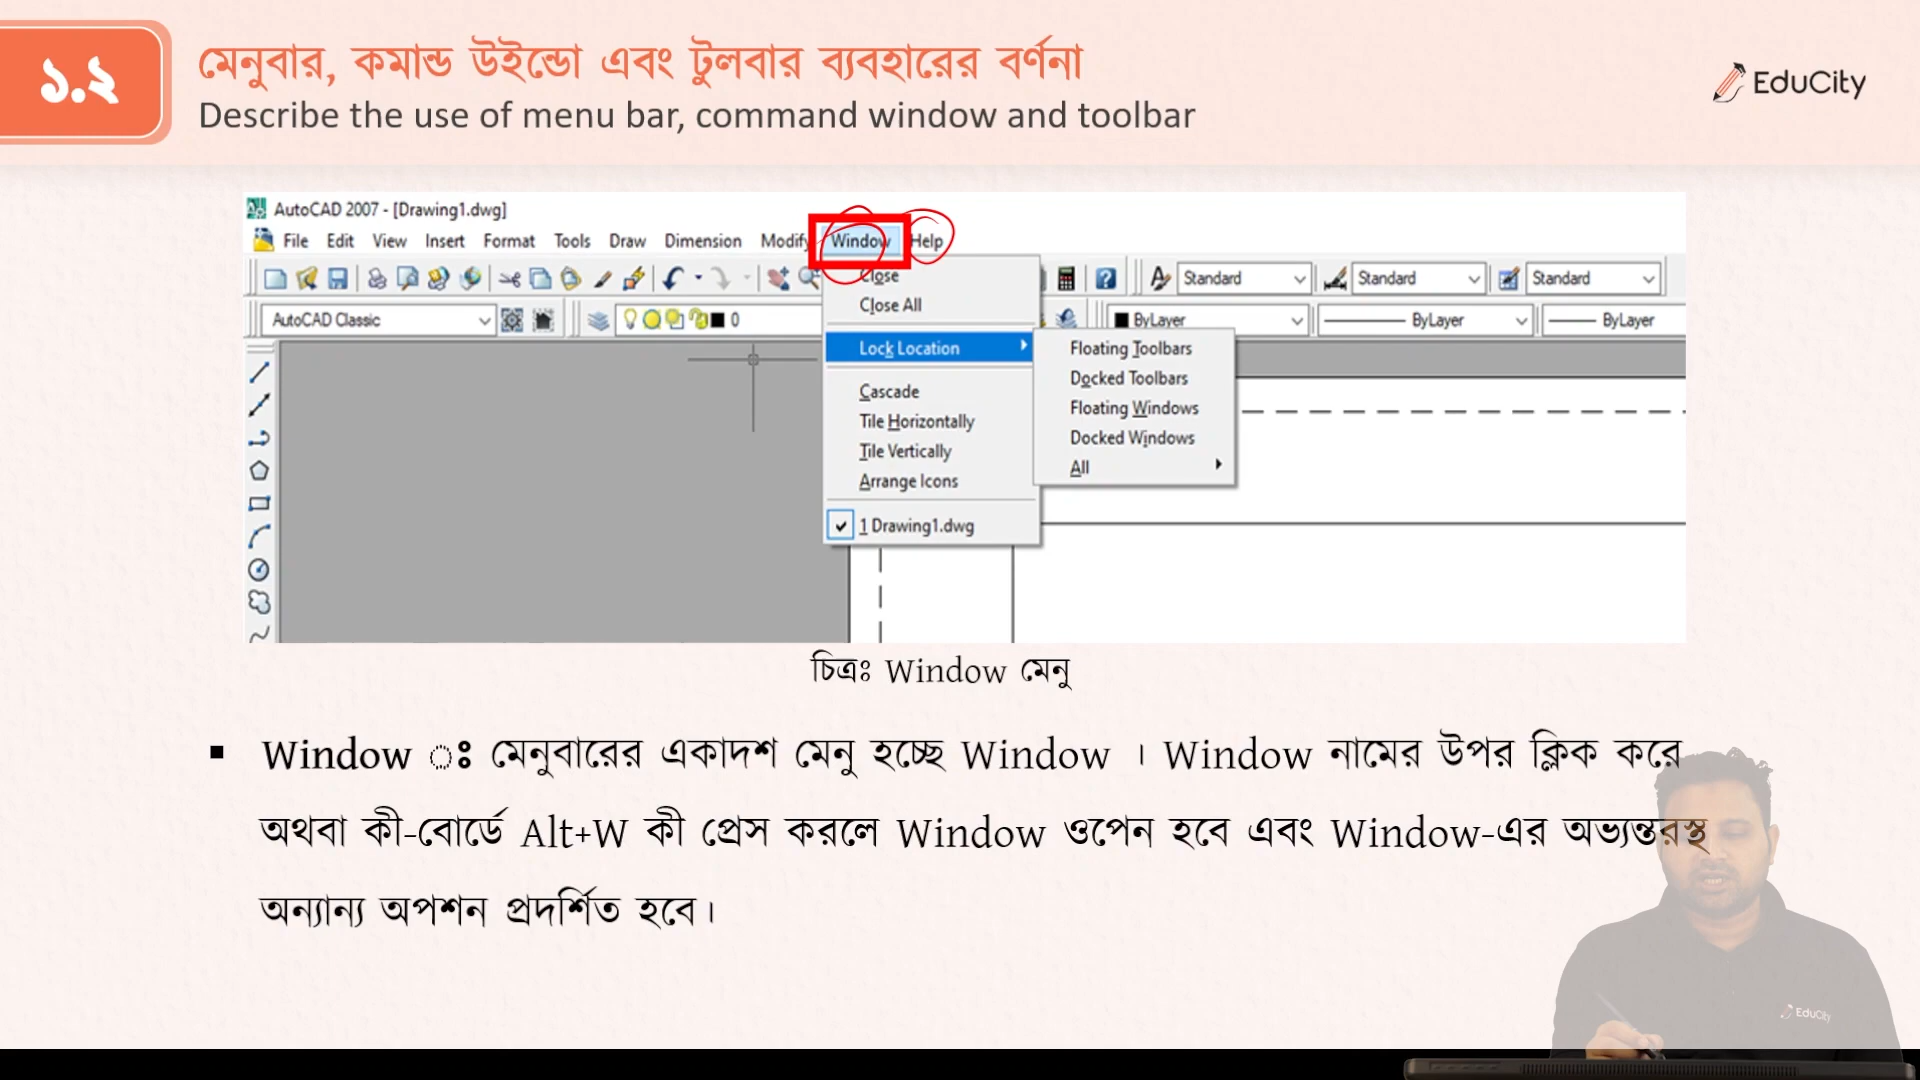 ১.২
মেনুবার, কমান্ড উইন্ডো এবং টুলবার ব্যবহারের বর্ণনা
Describe the use of menu bar, command window and toolbar
EduCity
AutoCAD 2007 - [Drawing1.dwg]
File Edit View Insert Format Tools Draw Dimension Modify Window Help
Close
Standard Standard Standard
Close All
AutoCAD Classic 0 ByLayer ByLayer ByLayer
Lock Location
Floating Toolbars
Docked Toolbars
Cascade
Floating Windows
Tile Horizontally
Docked Windows
Tile Vertically
All
Arrange Icons
1 Drawing1.dwg
চিত্রঃ Window মেনু
▪ Window ঃ মেনুবারের একাদশ মেনু হচ্ছে Window । Window নামের উপর ক্লিক করে
অথবা কী-বোর্ডে Alt+W কী প্রেস করলে Window ওপেন হবে এবং Window-এর অভ্যন্তরস্থ
অন্যান্য অপশন প্রদর্শিত হবে।
EduCity